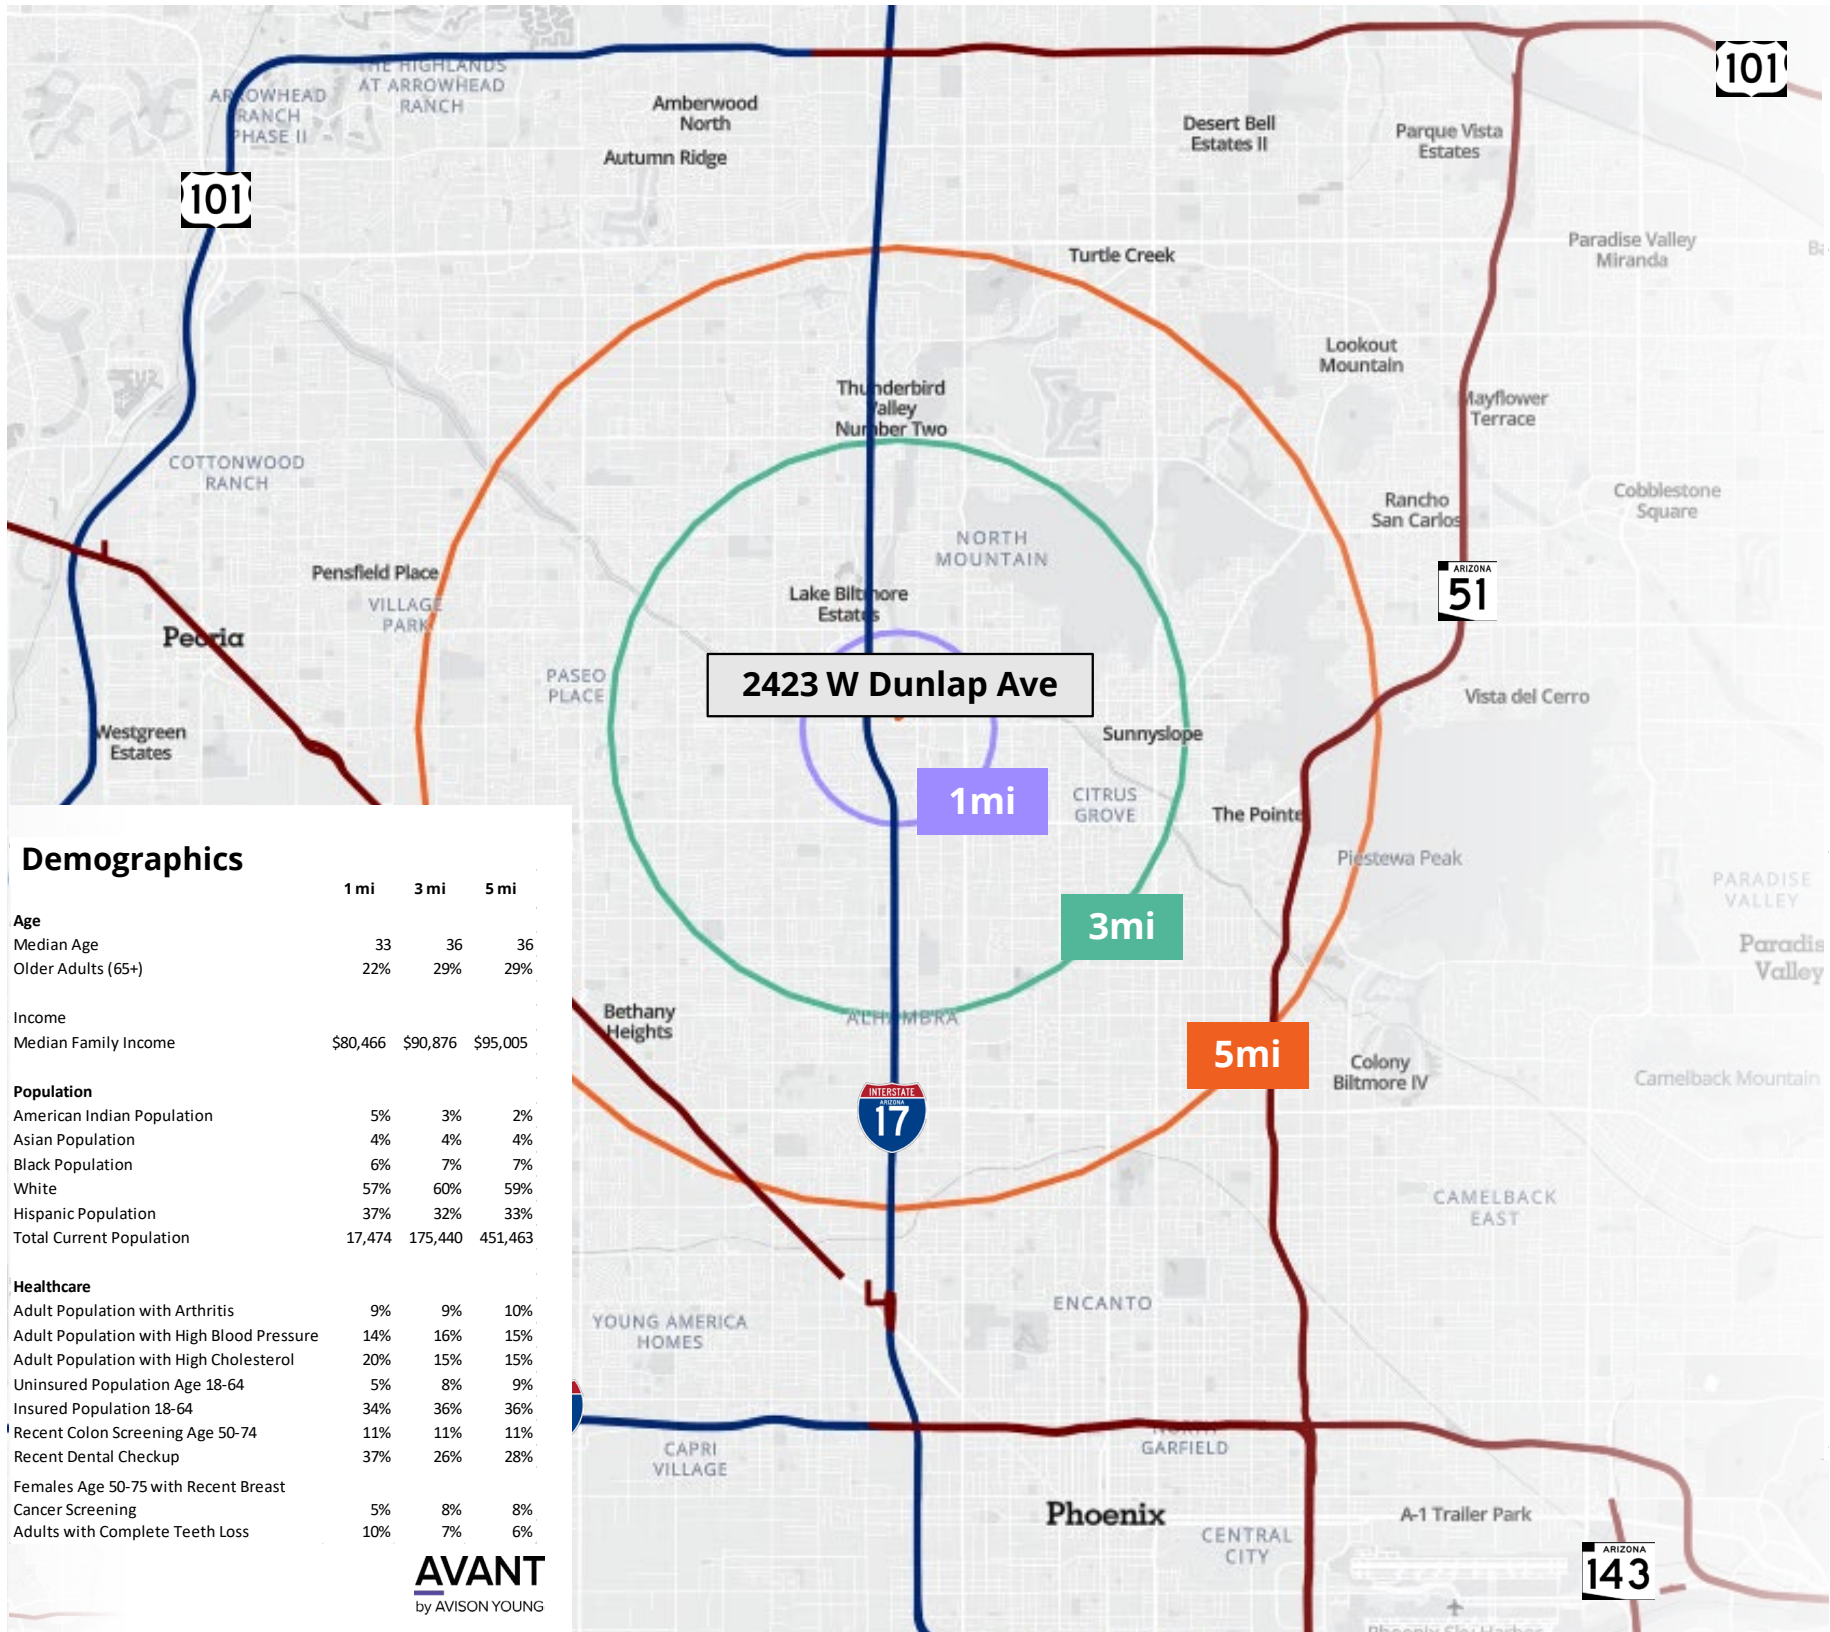 101
THE HIGHLANDS
AT ARROWHEAD
RANCH
ARROWHEAD
RANCH
PHASE II
101
Amberwood
North
Autumn Ridge
Desert Bell
Estates II
Parque Vista
Estates
Turtle Creek
Paradise Valley
Miranda
Lookout
Mountain
Thunderbird
Valley
Number Two
Mayflower
Terrace
COTTONWOOD
RANCH
Rancho
San Carlos
Cobblestone
Square
NORTH
MOUNTAIN
Pensfield Place
VILLAGE
PARK
Lake Biltmore
Estates
ARIZONA
51
Peoria
PASEO
PLACE
2423 W Dunlap Ave
Vista del Cerro
Westgreen
Estates
Sunnyslope
1mi
CITRUS
GROVE
The Pointe
Piestewa Peak
PARADISE
VALLEY
3mi
Paradis
Valley
Bethany
Heights
ALHAMBRA
5mi
Colony
Biltmore IV
Camelback Mountain
INTERSTATE
ARIZONA
17
CAMELBACK
EAST
YOUNG AMERICA
HOMES
ENCANTO
CAPRI
VILLAGE
NORTH
GARFIELD
Phoenix
CENTRAL
CITY
A-1 Trailer Park
ARIZONA
143
Phoenix Sky Harbor
Demographics
1 mi 3 mi 5 mi
Age
Median Age 33 36 36
Older Adults (65+) 22% 29% 29%
Income
Median Family Income $80,466 $90,876 $95,005
Population
American Indian Population 5% 3% 2%
Asian Population 4% 4% 4%
Black Population 6% 7% 7%
White 57% 60% 59%
Hispanic Population 37% 32% 33%
Total Current Population 17,474 175,440 451,463
Healthcare
Adult Population with Arthritis 9% 9% 10%
Adult Population with High Blood Pressure 14% 16% 15%
Adult Population with High Cholesterol 20% 15% 15%
Uninsured Population Age 18-64 5% 8% 9%
Insured Population 18-64 34% 36% 36%
Recent Colon Screening Age 50-74 11% 11% 11%
Recent Dental Checkup 37% 26% 28%
Females Age 50-75 with Recent Breast
Cancer Screening 5% 8% 8%
Adults with Complete Teeth Loss 10% 7% 6%
AVANT
by AVISON YOUNG